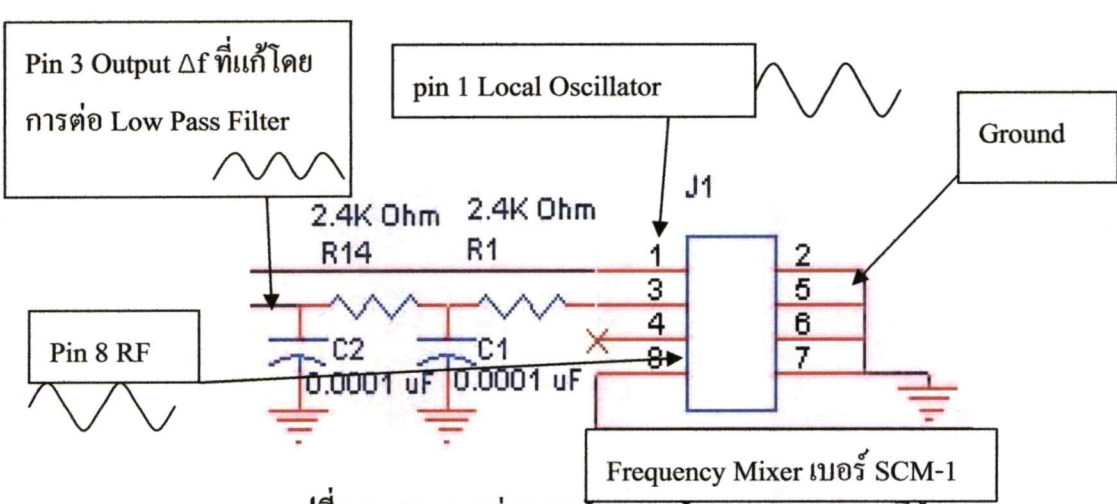 Pin 3 Output Δf ที่แก้โดย
การต่อ Low Pass Filter
pin 1 Local Oscillator
Ground
J1
2.4K Ohm 2.4K Ohm
R14 R1
1 2
3 5
4 6
8 7
Pin 8 RF
C2 C1
0.0001 uF 0.0001 uF
Frequency Mixer เบอร์ SCM-1